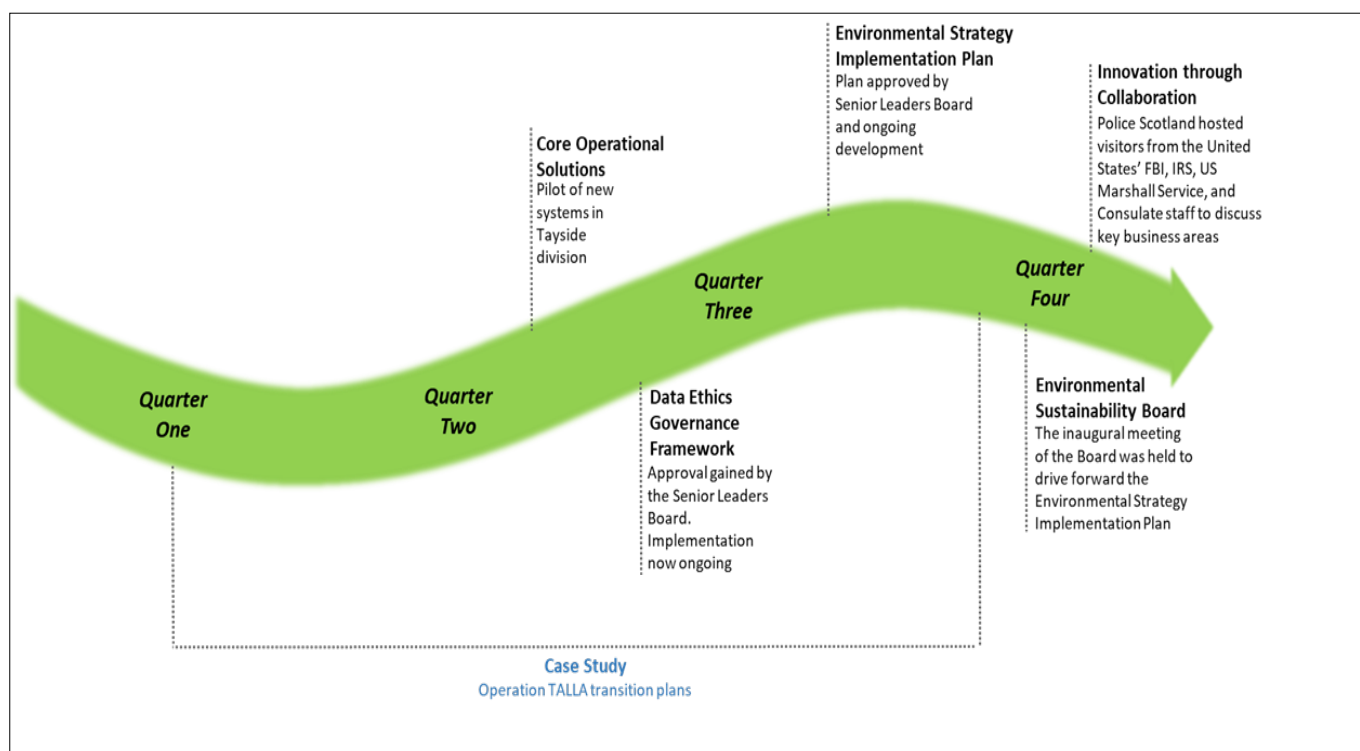 Environmental Strategy
Implementation Plan
Plan approved by
Senior Leaders Board
and ongoing
development
Innovation through
Collaboration
Police Scotland hosted
visitors from the United
States’ FBI, IRS, US
Marshall Service, and
Consulate staff to discuss
key business areas
Core Operational
Solutions
Pilot of new
systems in
Tayside
division
Quarter
One
Quarter
Two
Quarter
Three
Quarter
Four
Data Ethics
Governance
Framework
Approval gained by
the Senior Leaders
Board.
Implementation
now ongoing
Environmental
Sustainability Board
The inaugural meeting
of the Board was held to
drive forward the
Environmental Strategy
Implementation Plan
Case Study
Operation TALLA transition plans